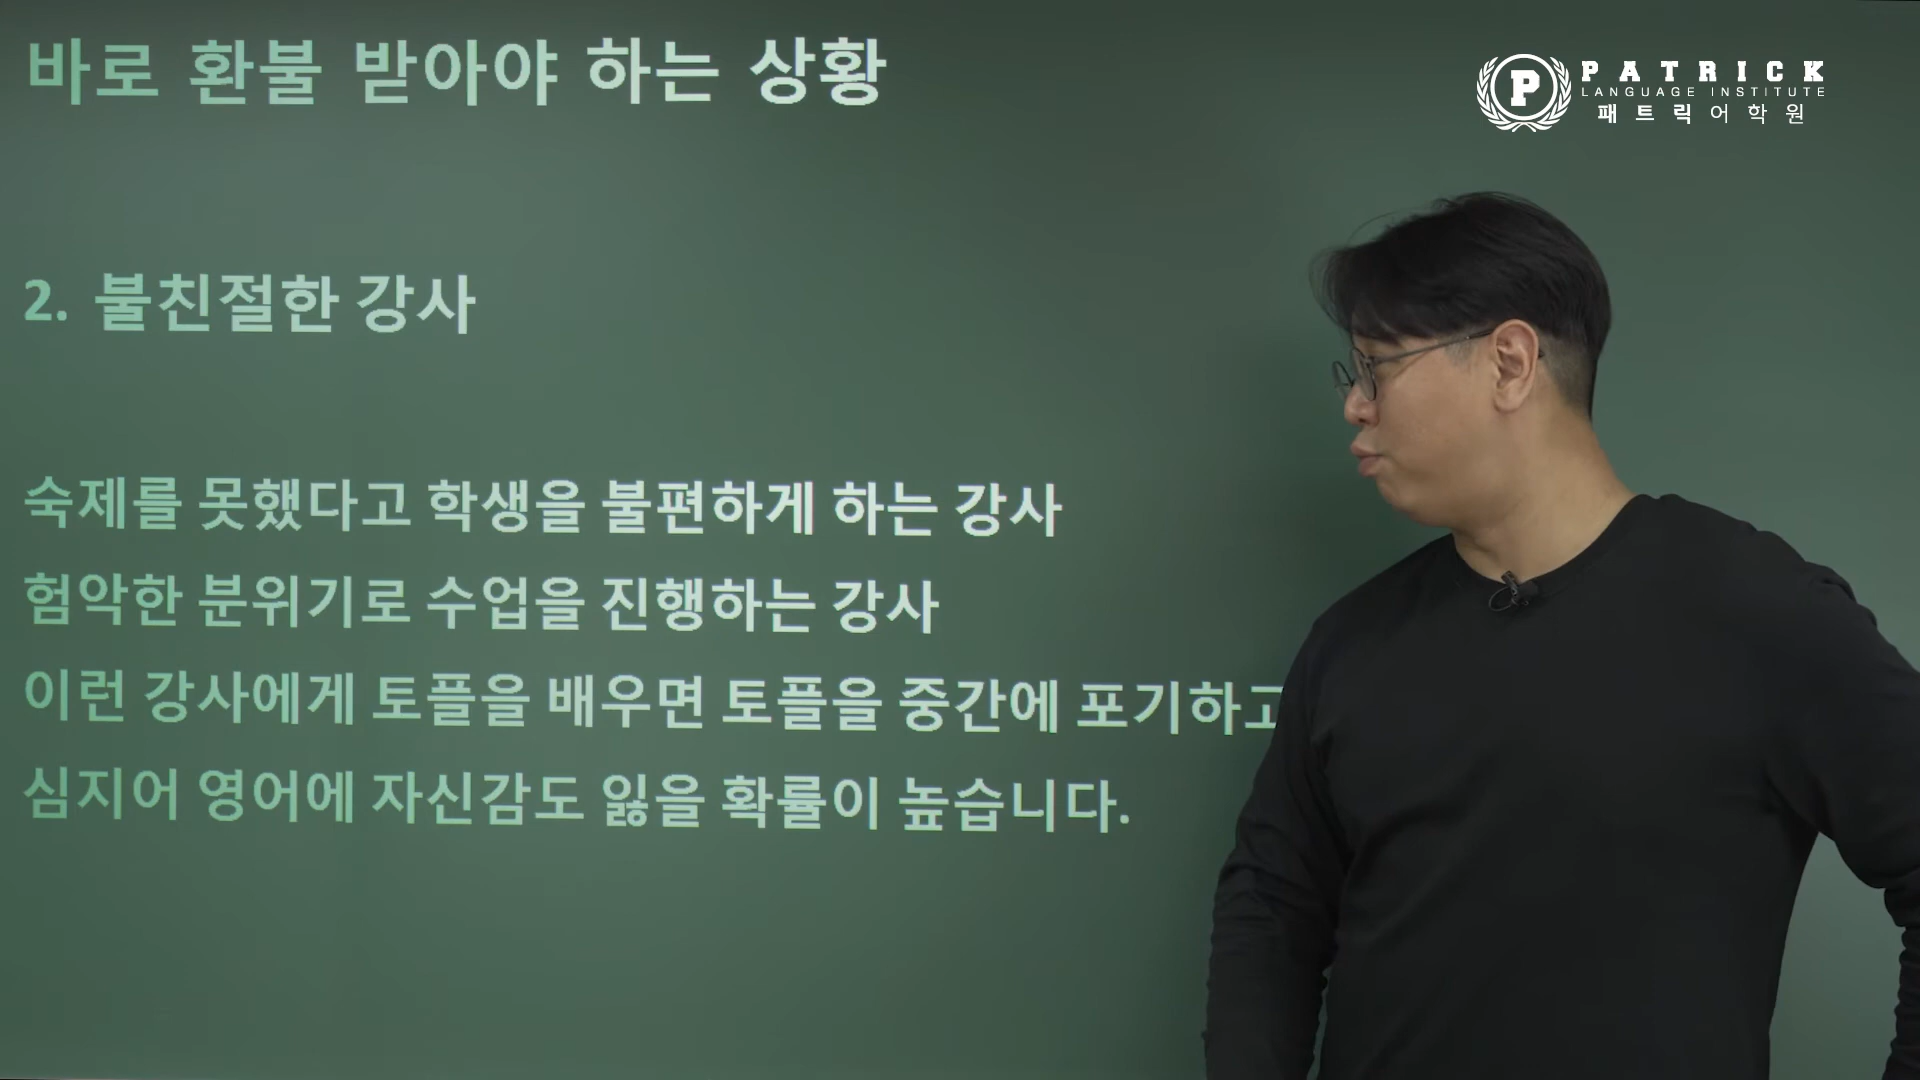 바로 환불 받아야 하는 상황
PATRICK
LANGUAGE INSTITUTE
패트릭어학원
P
2. 불친절한 강사
숙제를 못했다고 학생을 불편하게 하는 강사
험악한 분위기로 수업을 진행하는 강사
이런 강사에게 토플을 배우면 토플을 중간에 포기하고
심지어 영어에 자신감도 잃을 확률이 높습니다.